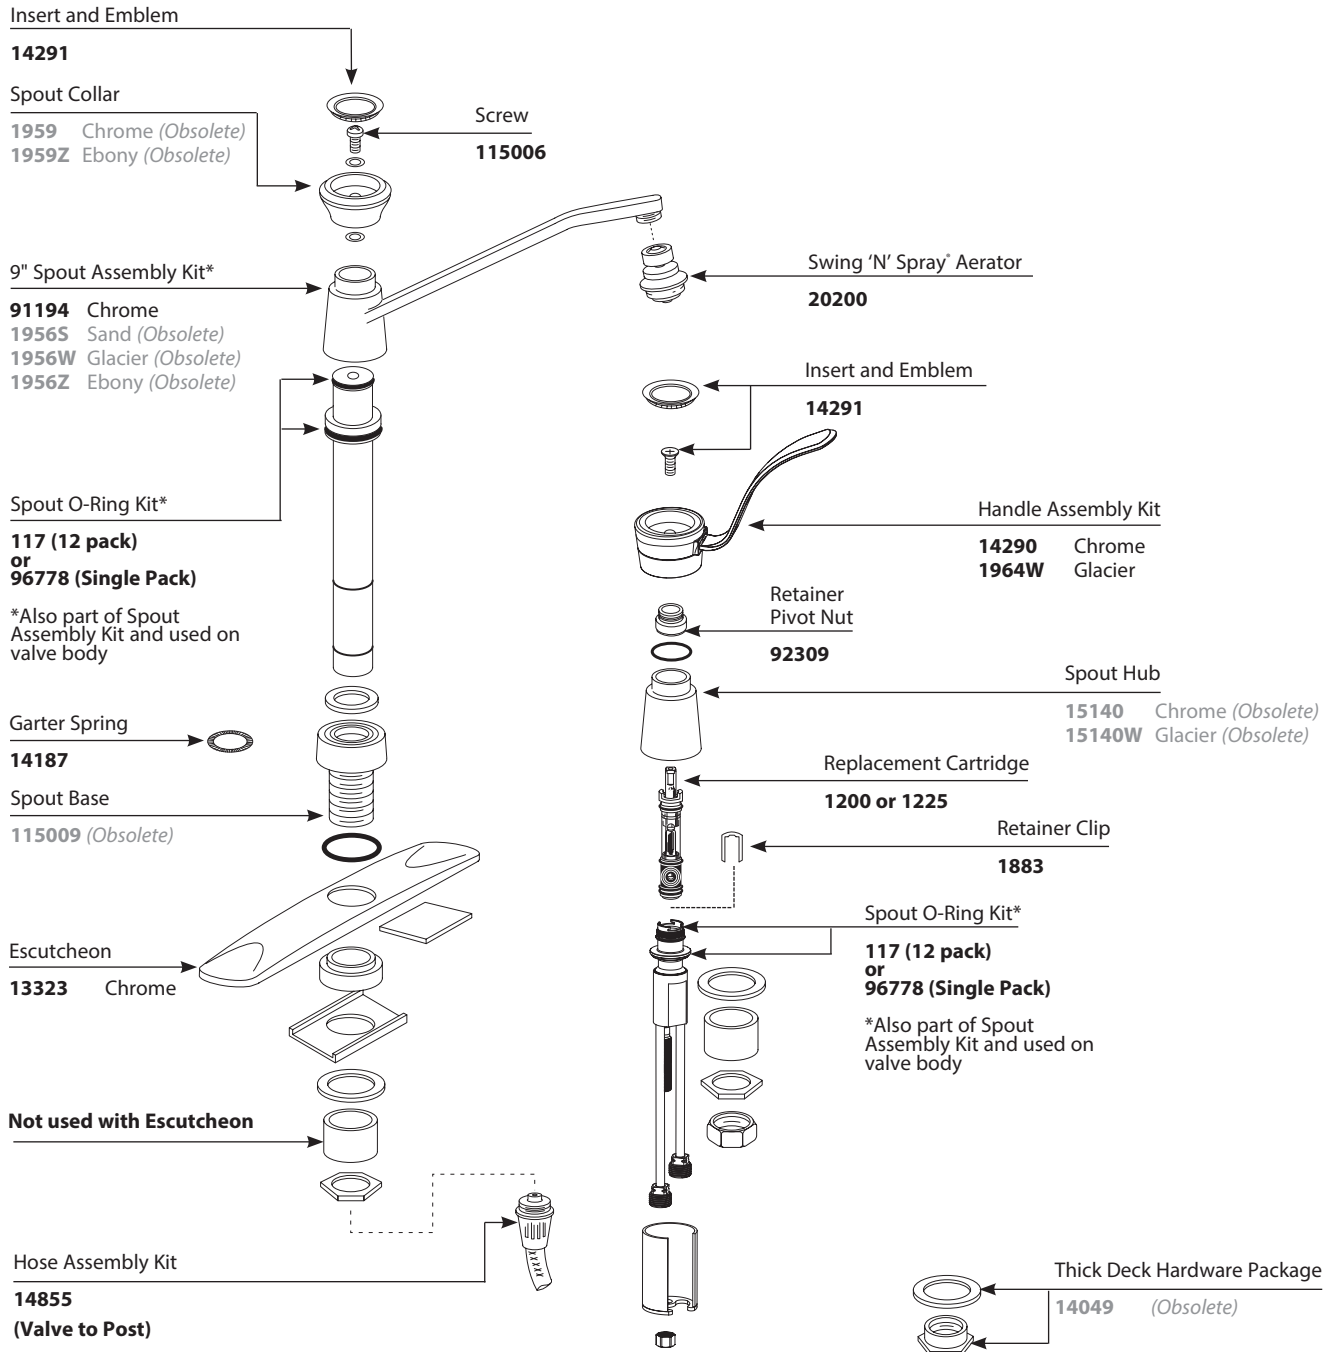 Insert and Emblem
14291
Spout Collar
1959 Chrome (Obsolete)
1959Z Ebony (Obsolete)
Screw
115006
9" Spout Assembly Kit*
91194 Chrome
1956S Sand (Obsolete)
1956W Glacier (Obsolete)
1956Z Ebony (Obsolete)
Swing ‘N’ Spray® Aerator
20200
Insert and Emblem
14291
Spout O-Ring Kit*
117 (12 pack)
or
96778 (Single Pack)
*Also part of Spout
Assembly Kit and used on
valve body
Handle Assembly Kit
14290 Chrome
1964W Glacier
Retainer
Pivot Nut
92309
Spout Hub
15140 Chrome (Obsolete)
15140W Glacier (Obsolete)
Garter Spring
14187
Spout Base
115009 (Obsolete)
Replacement Cartridge
1200 or 1225
Retainer Clip
1883
Spout O-Ring Kit*
117 (12 pack)
or
96778 (Single Pack)
*Also part of Spout
Assembly Kit and used on
valve body
Escutcheon
13323 Chrome
Not used with Escutcheon
Hose Assembly Kit
14855
(Valve to Post)
Thick Deck Hardware Package
14049 (Obsolete)